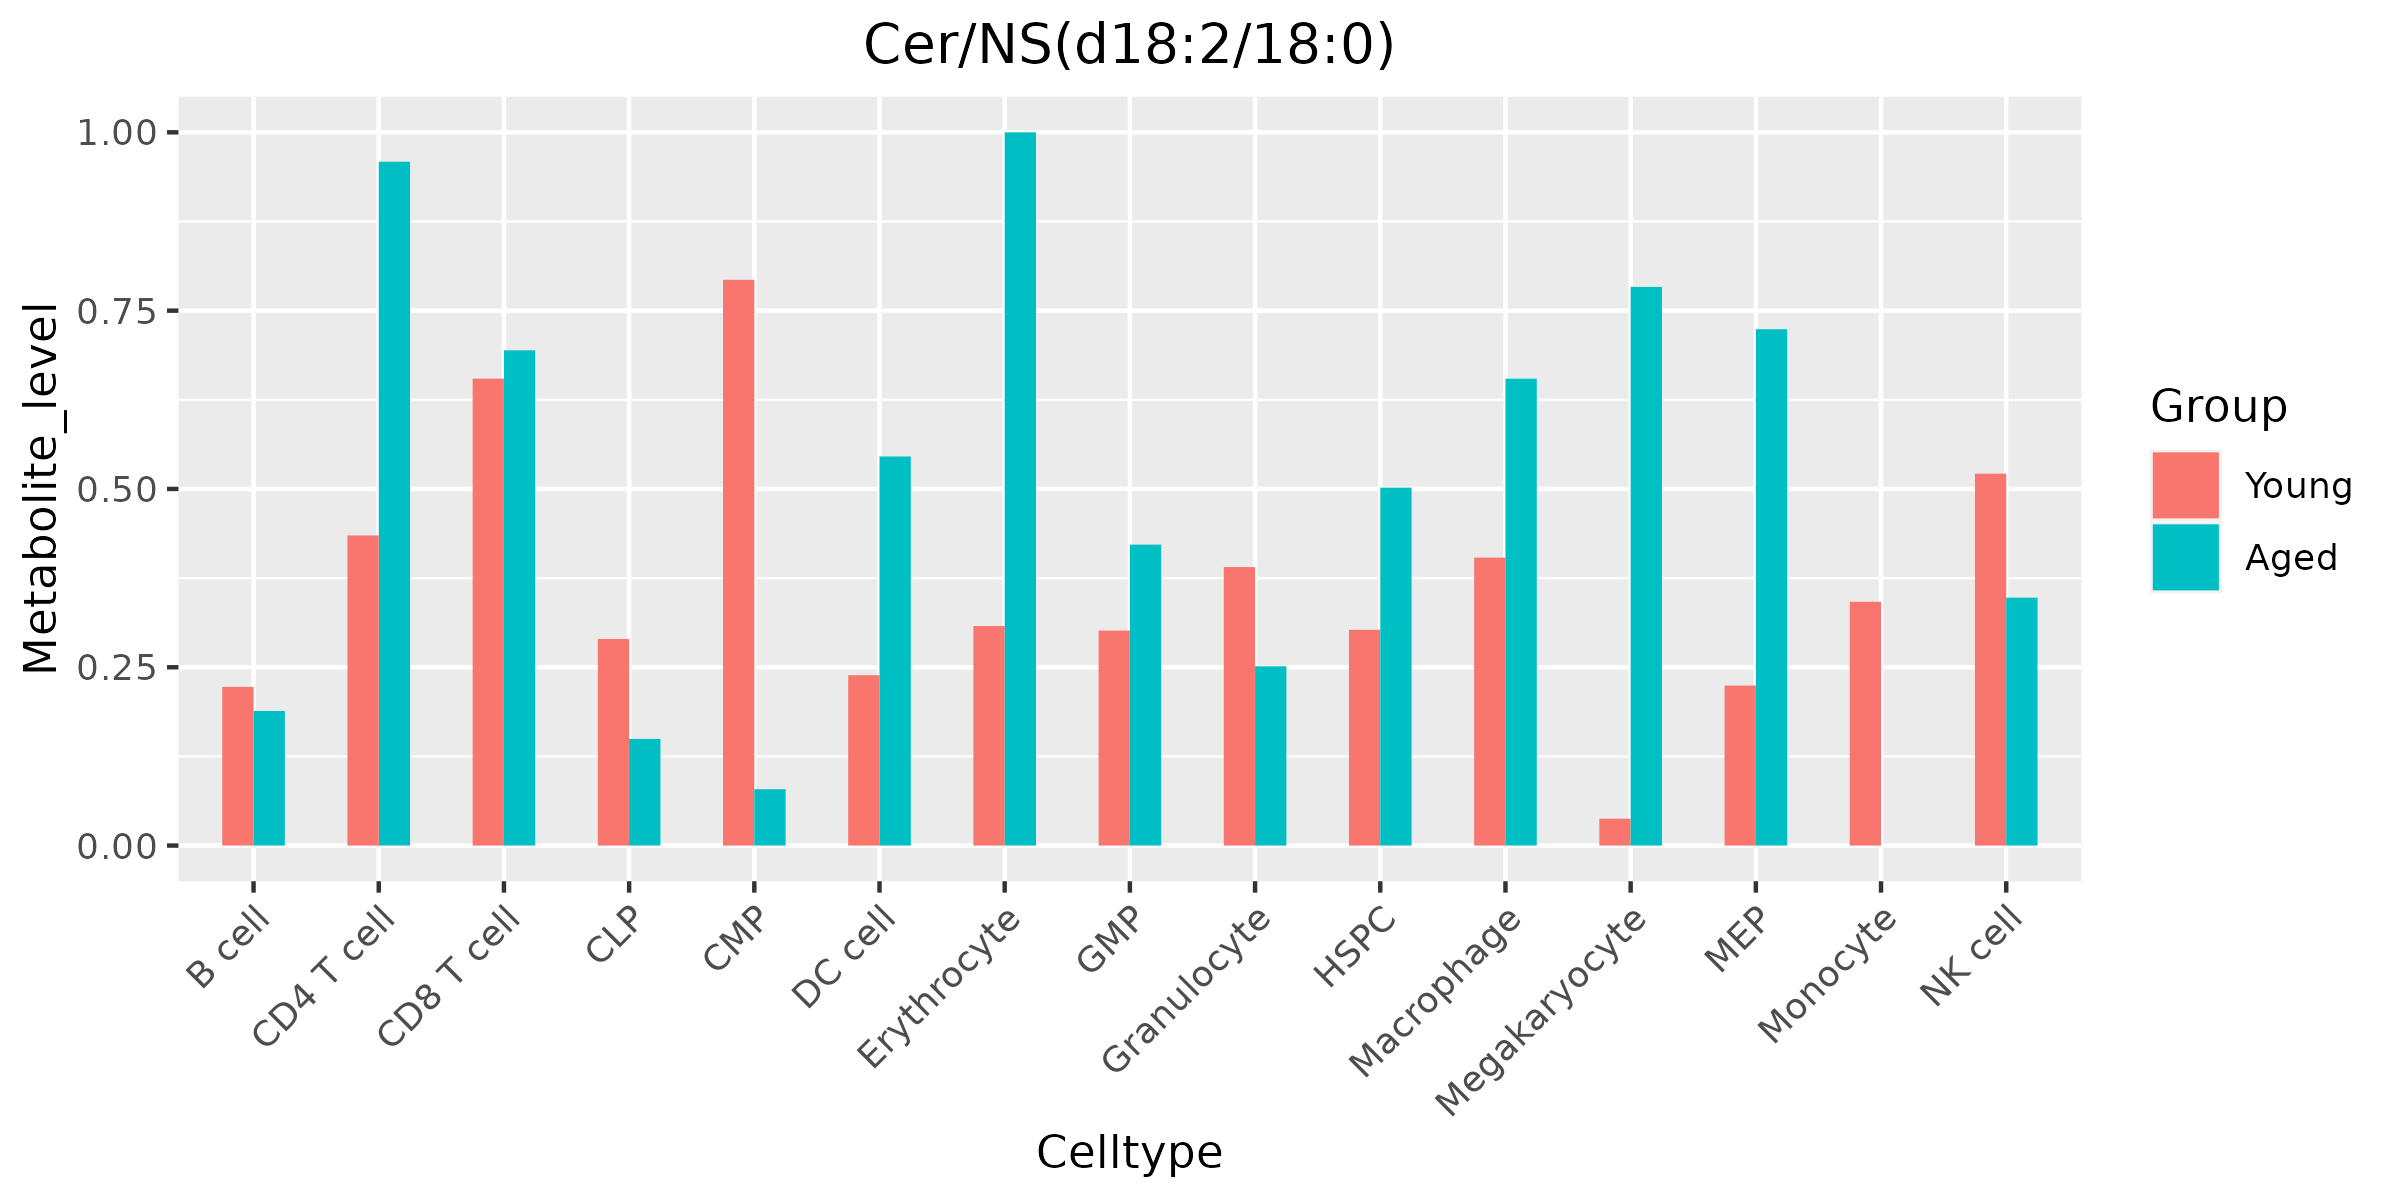 Cer/NS(d18:2/18:0)
Metabolite_level
1.00
0.75
0.50
0.25
0.00
B cell
CD4 T cell
CD8 T cell
CLP
CMP
DC cell
Erythrocyte
GMP
Granulocyte
HSPC
Macrophage
Megakaryocyte
MEP
Monocyte
NK cell
Celltype
Group
Young
Aged